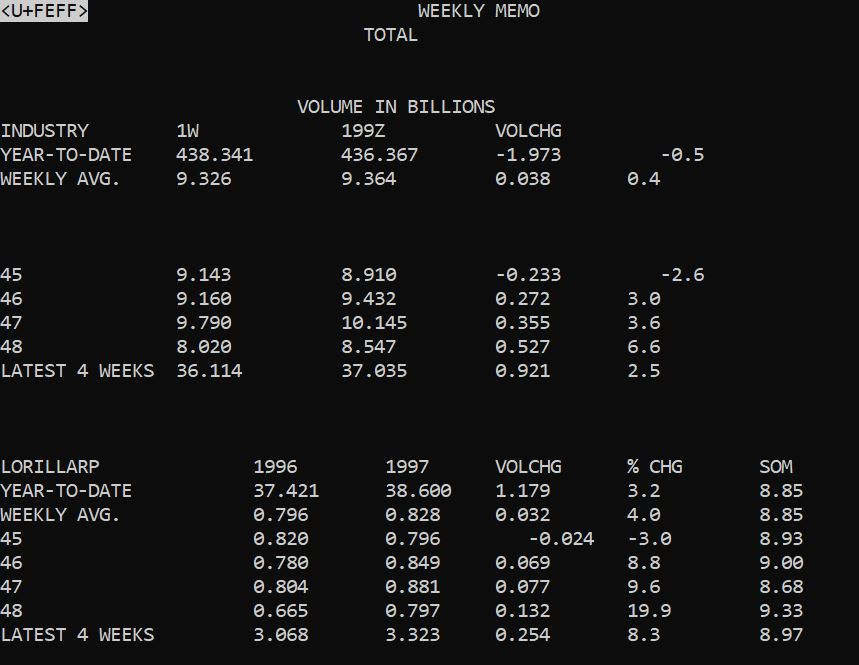 <U+FEFF> WEEKLY MEMO
TOTAL
VOLUME IN BILLIONS
INDUSTRY 1W 199Z VOLCHG
YEAR-TO-DATE 438.341 436.367 -1.973 -0.5
WEEKLY AVG. 9.326 9.364 0.038 0.4
45 9.143 8.910 -0.233 -2.6
46 9.160 9.432 0.272 3.0
47 9.790 10.145 0.355 3.6
48 8.020 8.547 0.527 6.6
LATEST 4 WEEKS 36.114 37.035 0.921 2.5
LORILLARP 1996 1997 VOLCHG % CHG SOM
YEAR-TO-DATE 37.421 38.600 1.179 3.2 8.85
WEEKLY AVG. 0.796 0.828 0.032 4.0 8.85
45 0.820 0.796 -0.024 -3.0 8.93
46 0.780 0.849 0.069 8.8 9.00
47 0.804 0.881 0.077 9.6 8.68
48 0.665 0.797 0.132 19.9 9.33
LATEST 4 WEEKS 3.068 3.323 0.254 8.3 8.97